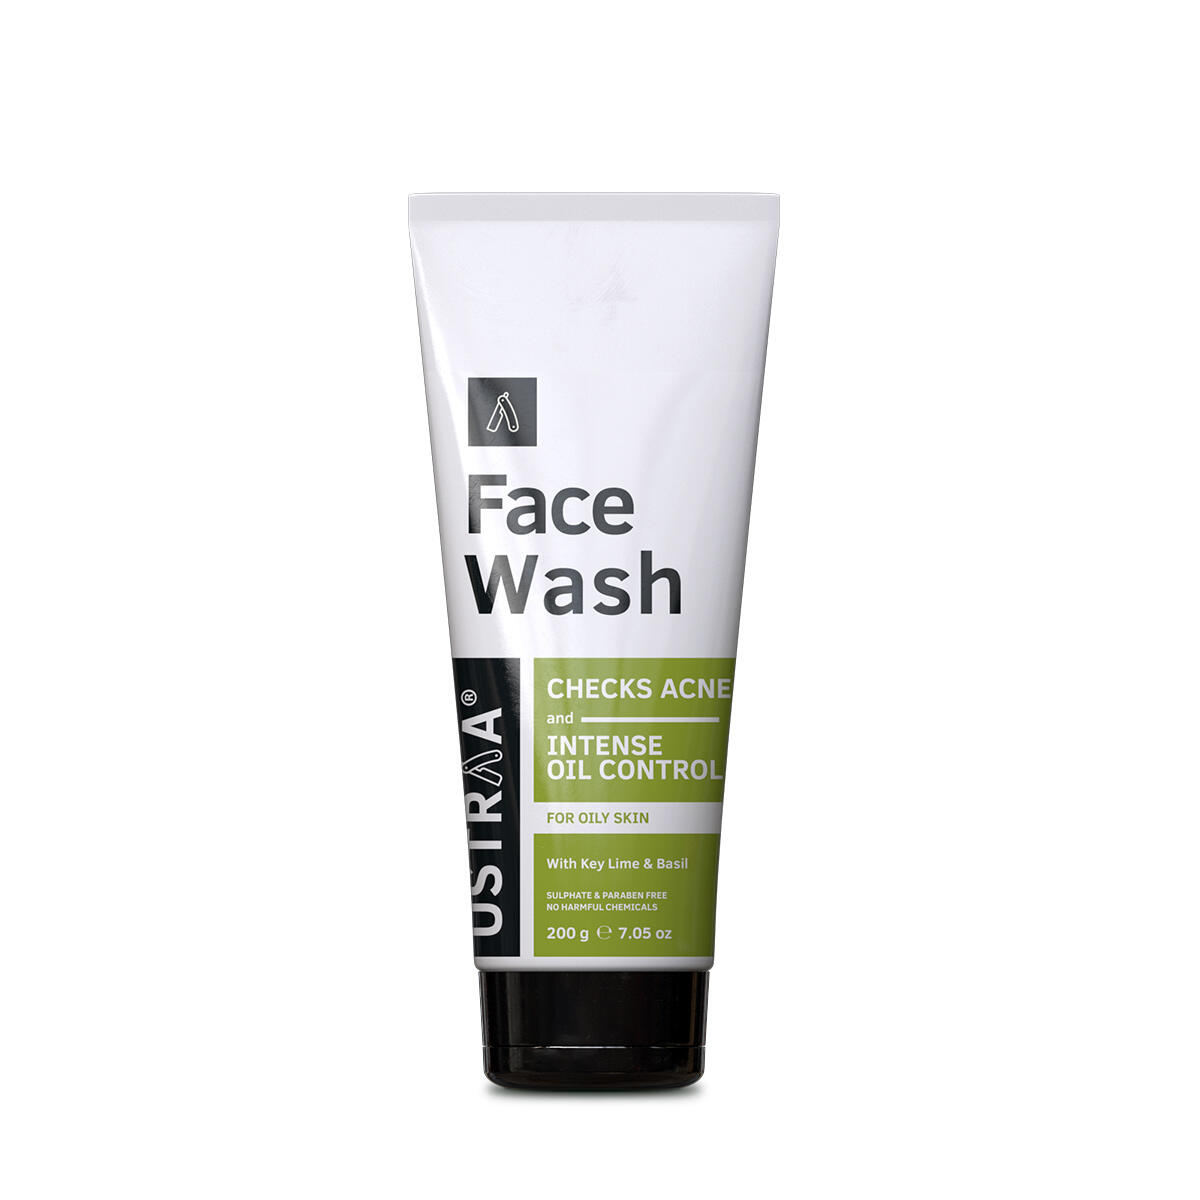 Face
Wash
USTRAA®
CHECKS ACNE
and
INTENSE
OIL CONTROL
FOR OILY SKIN
With Key Lime & Basil
SULPHATE & PARABEN FREE
NO HARMFUL CHEMICALS
200 g ℮ 7.05 oz